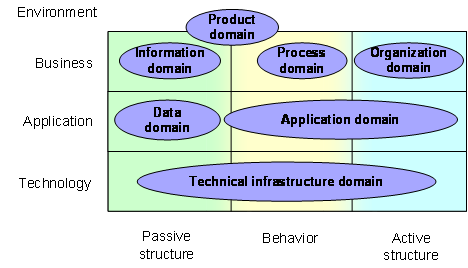 Environment
Product
domain
Business
Information
domain
Process
domain
Organization
domain
Application
Data
domain
Application domain
Technology
Technical infrastructure domain
Passive
structure
Behavior
Active
structure